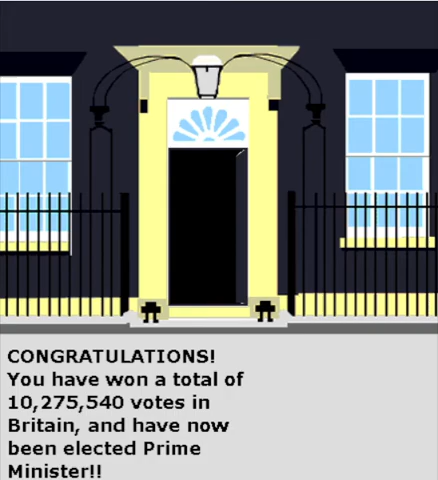 CONGRATULATIONS!
You have won a total of
10,275,540 votes in
Britain, and have now
been elected Prime
Minister!!